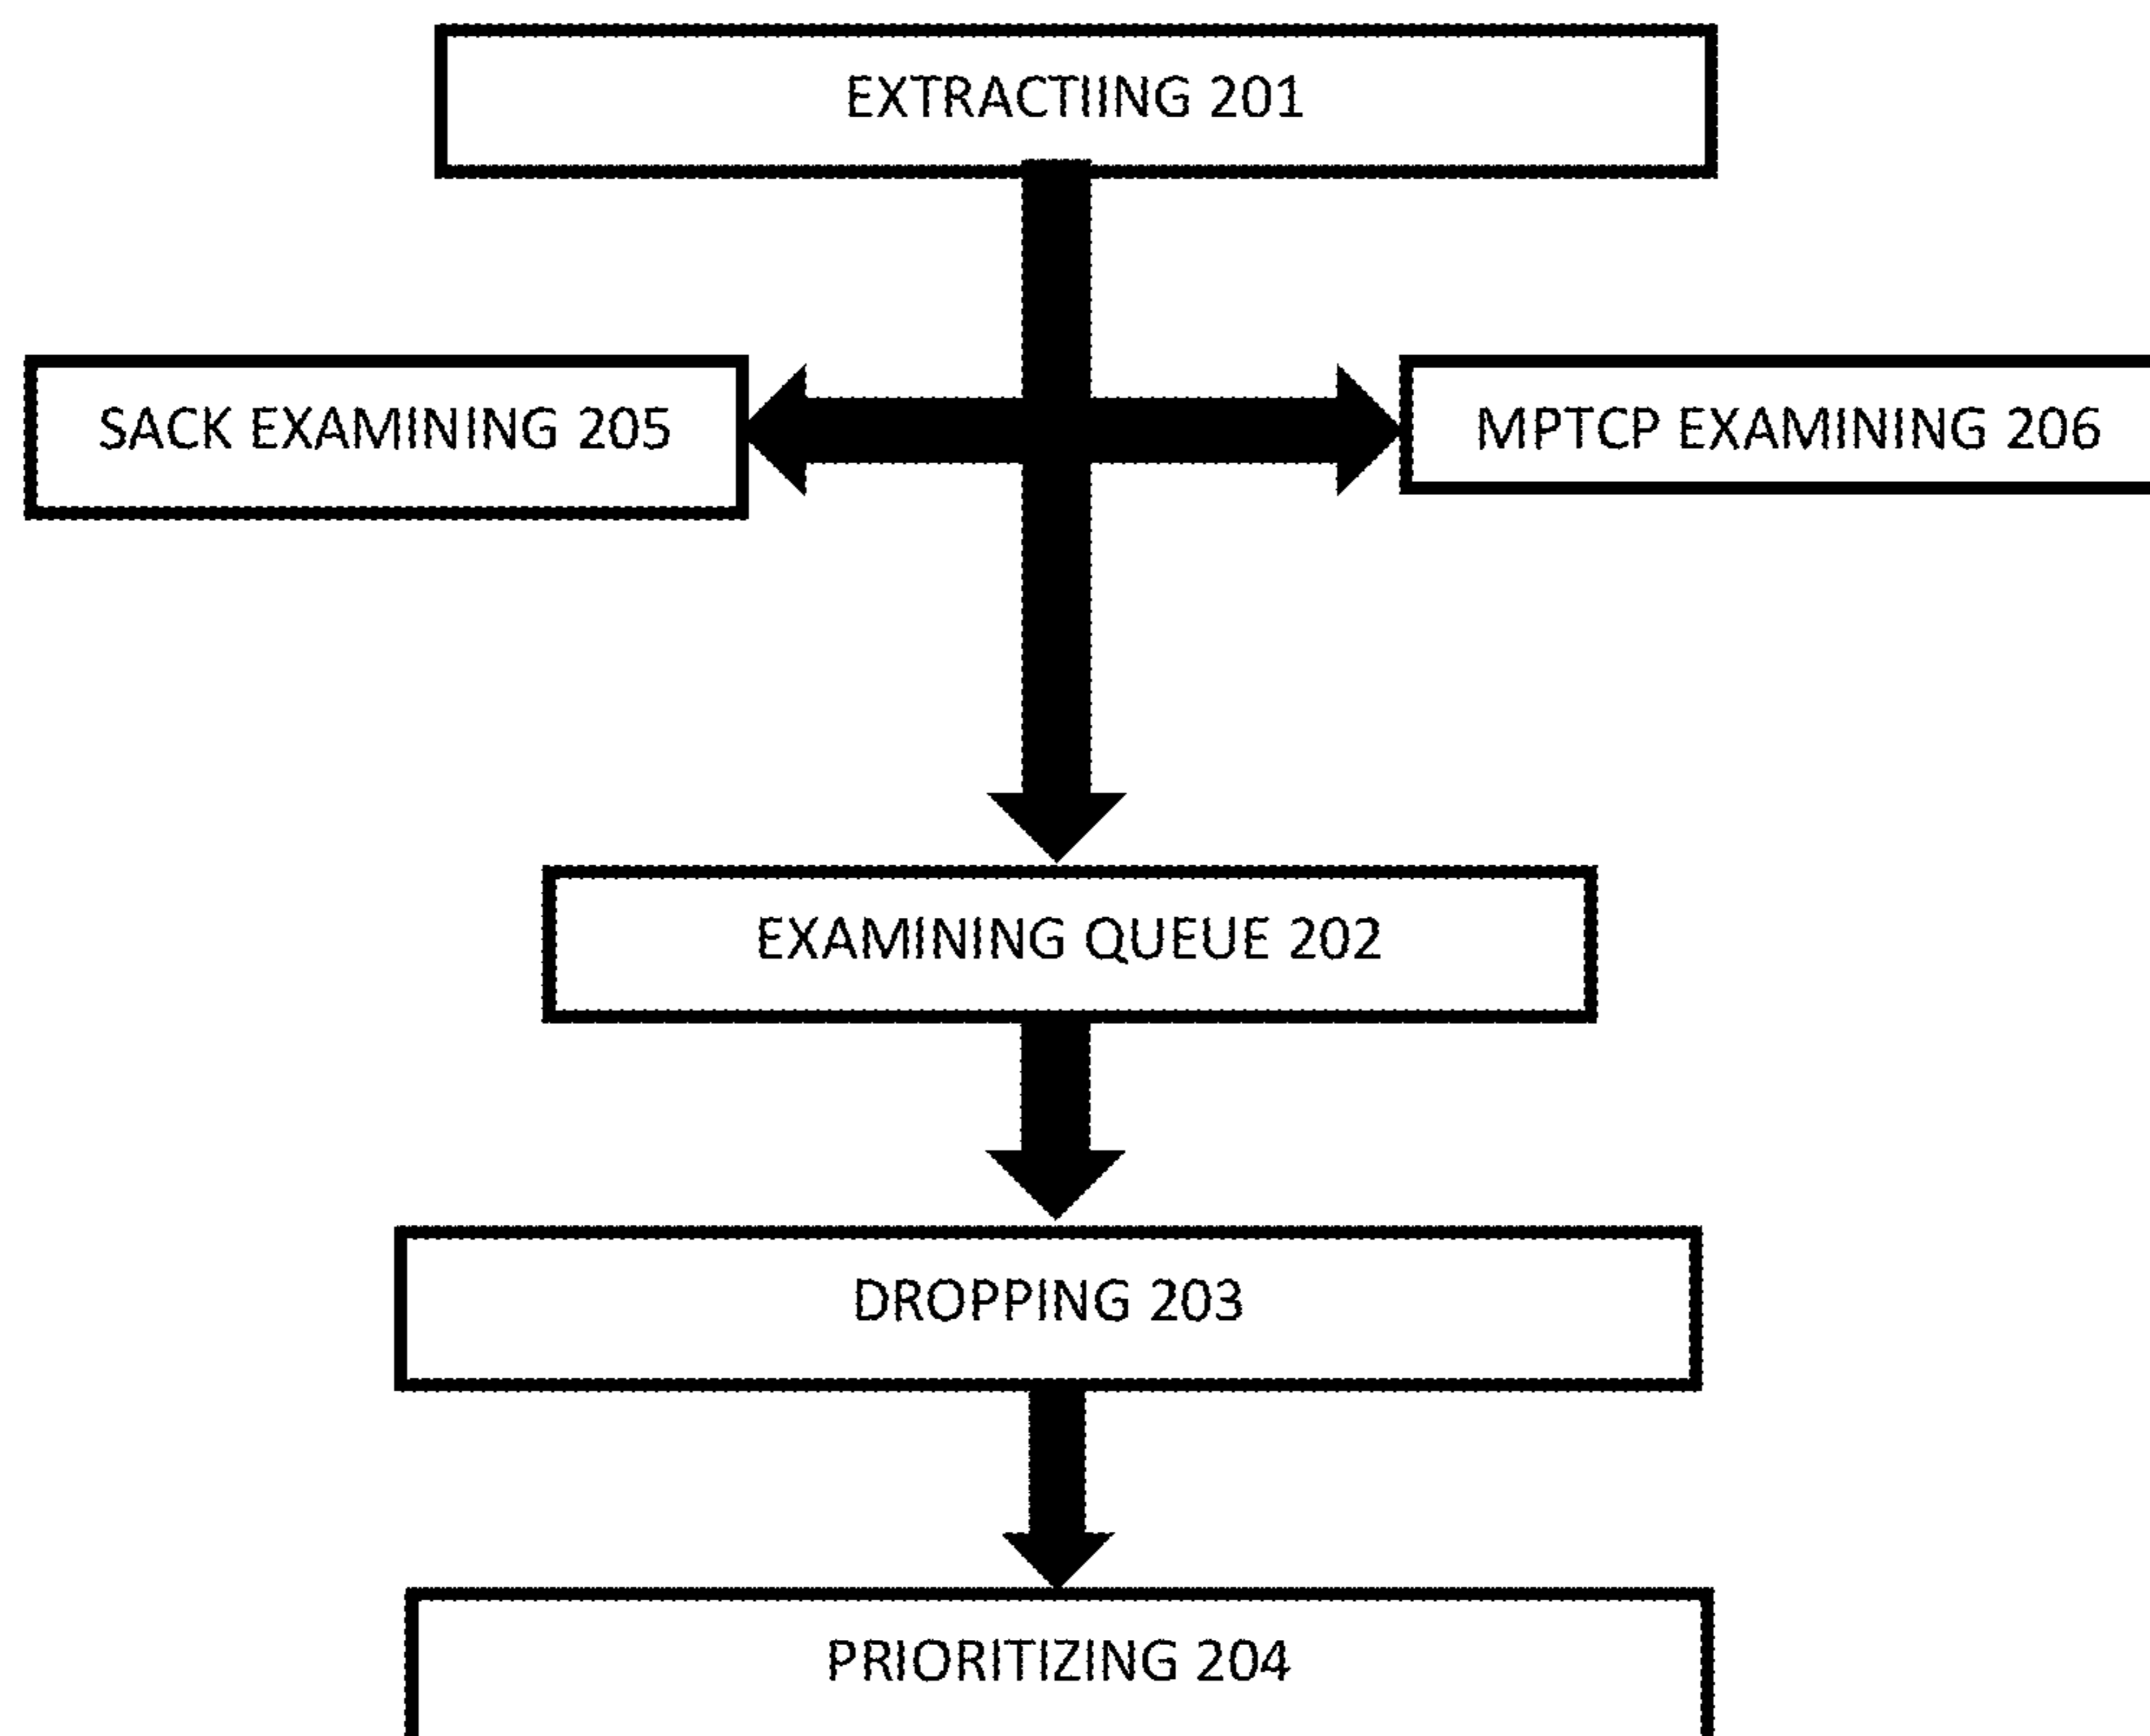 EXTRACTIING 201
SACK EXAMINING 205
MPTCP EXAMINING 206
EXAMINING QUEUE 202
DROPPING 203
PRIORITIZING 204